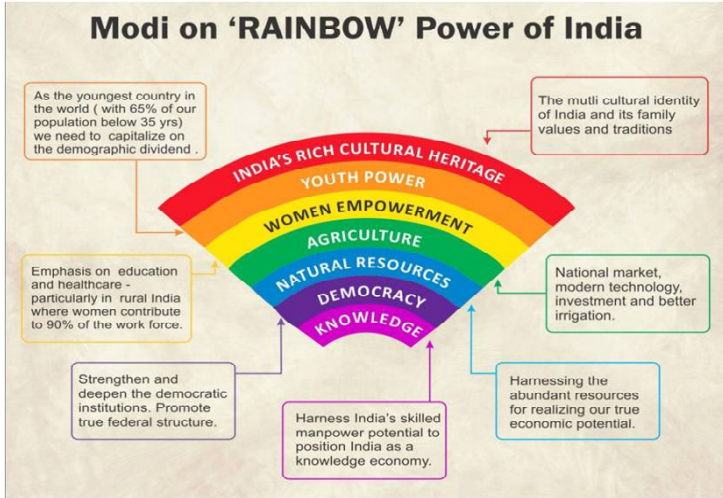 Modi on ‘RAINBOW’ Power of India
As the youngest country in
the world ( with 65% of our
population below 35 yrs)
we need to capitalize on
the demographic dividend .
The mutli cultural identity
of India and its family
values and traditions
INDIA’S RICH CULTURAL HERITAGE
YOUTH POWER
WOMEN EMPOWERMENT
AGRICULTURE
NATURAL RESOURCES
DEMOCRACY
KNOWLEDGE
Emphasis on education
and healthcare -
particularly in rural India
where women contribute
to 90% of the work force.
National market,
modern technology,
investment and better
irrigation.
Strengthen and
deepen the democratic
institutions. Promote
true federal structure.
Harness India’s skilled
manpower potential to
position India as a
knowledge economy.
Harnessing the
abundant resources
for realizing our true
economic potential.